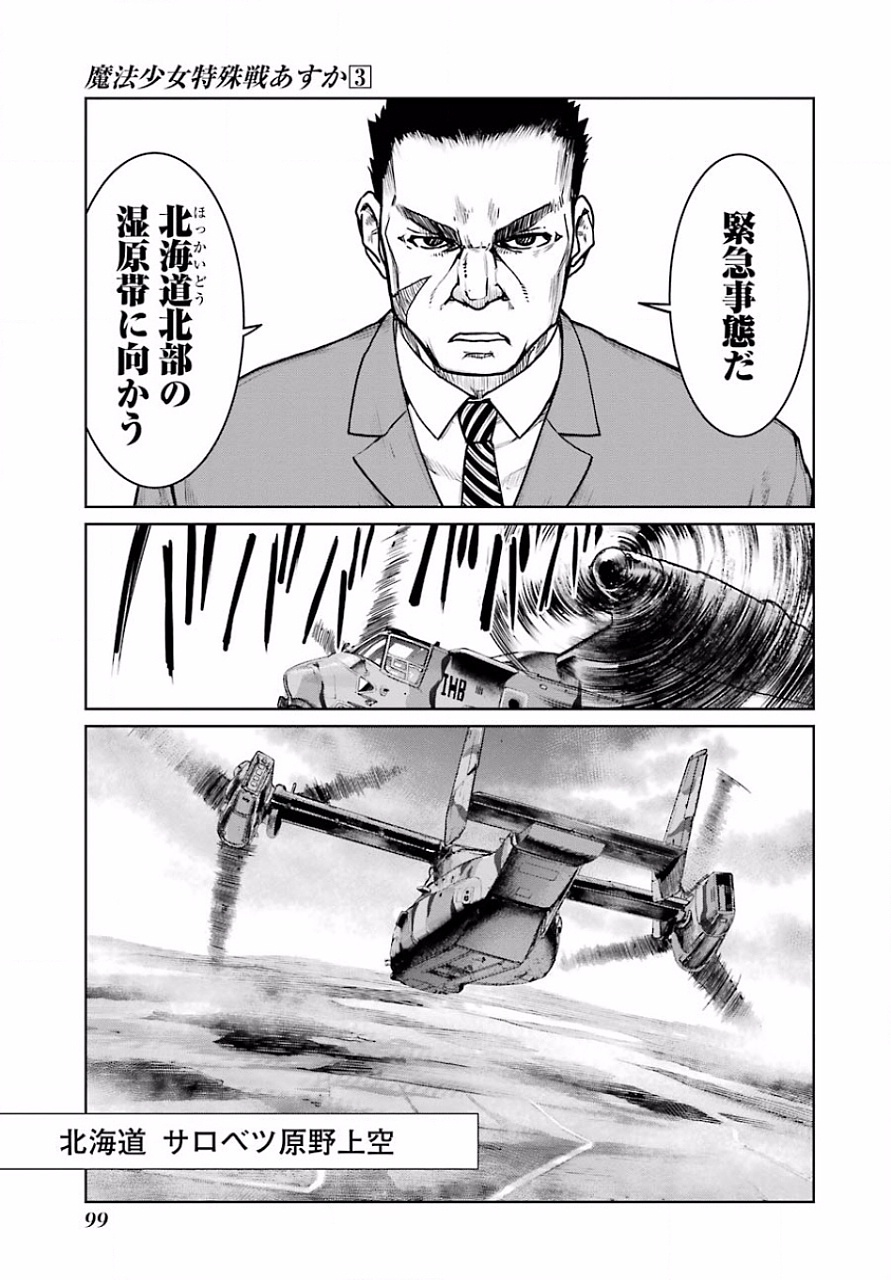 魔法少女特殊戦あすか3
緊急事態だ
北海道北部の
ほっかいどう
湿原帯に向かう
IHB
北海道 サロベツ原野上空
99